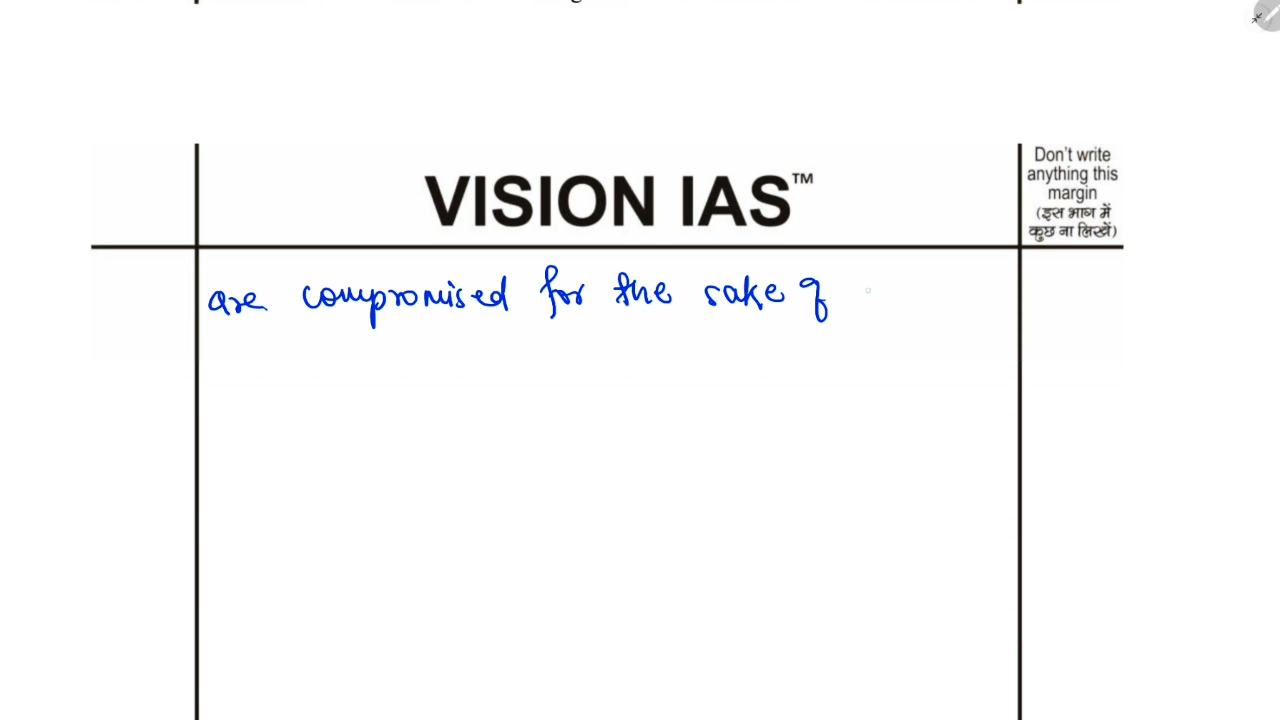 VISION IAS™
Don't write
anything this
margin
(इस भाग में
कुछ ना लिखें)
are compromised for the sake of